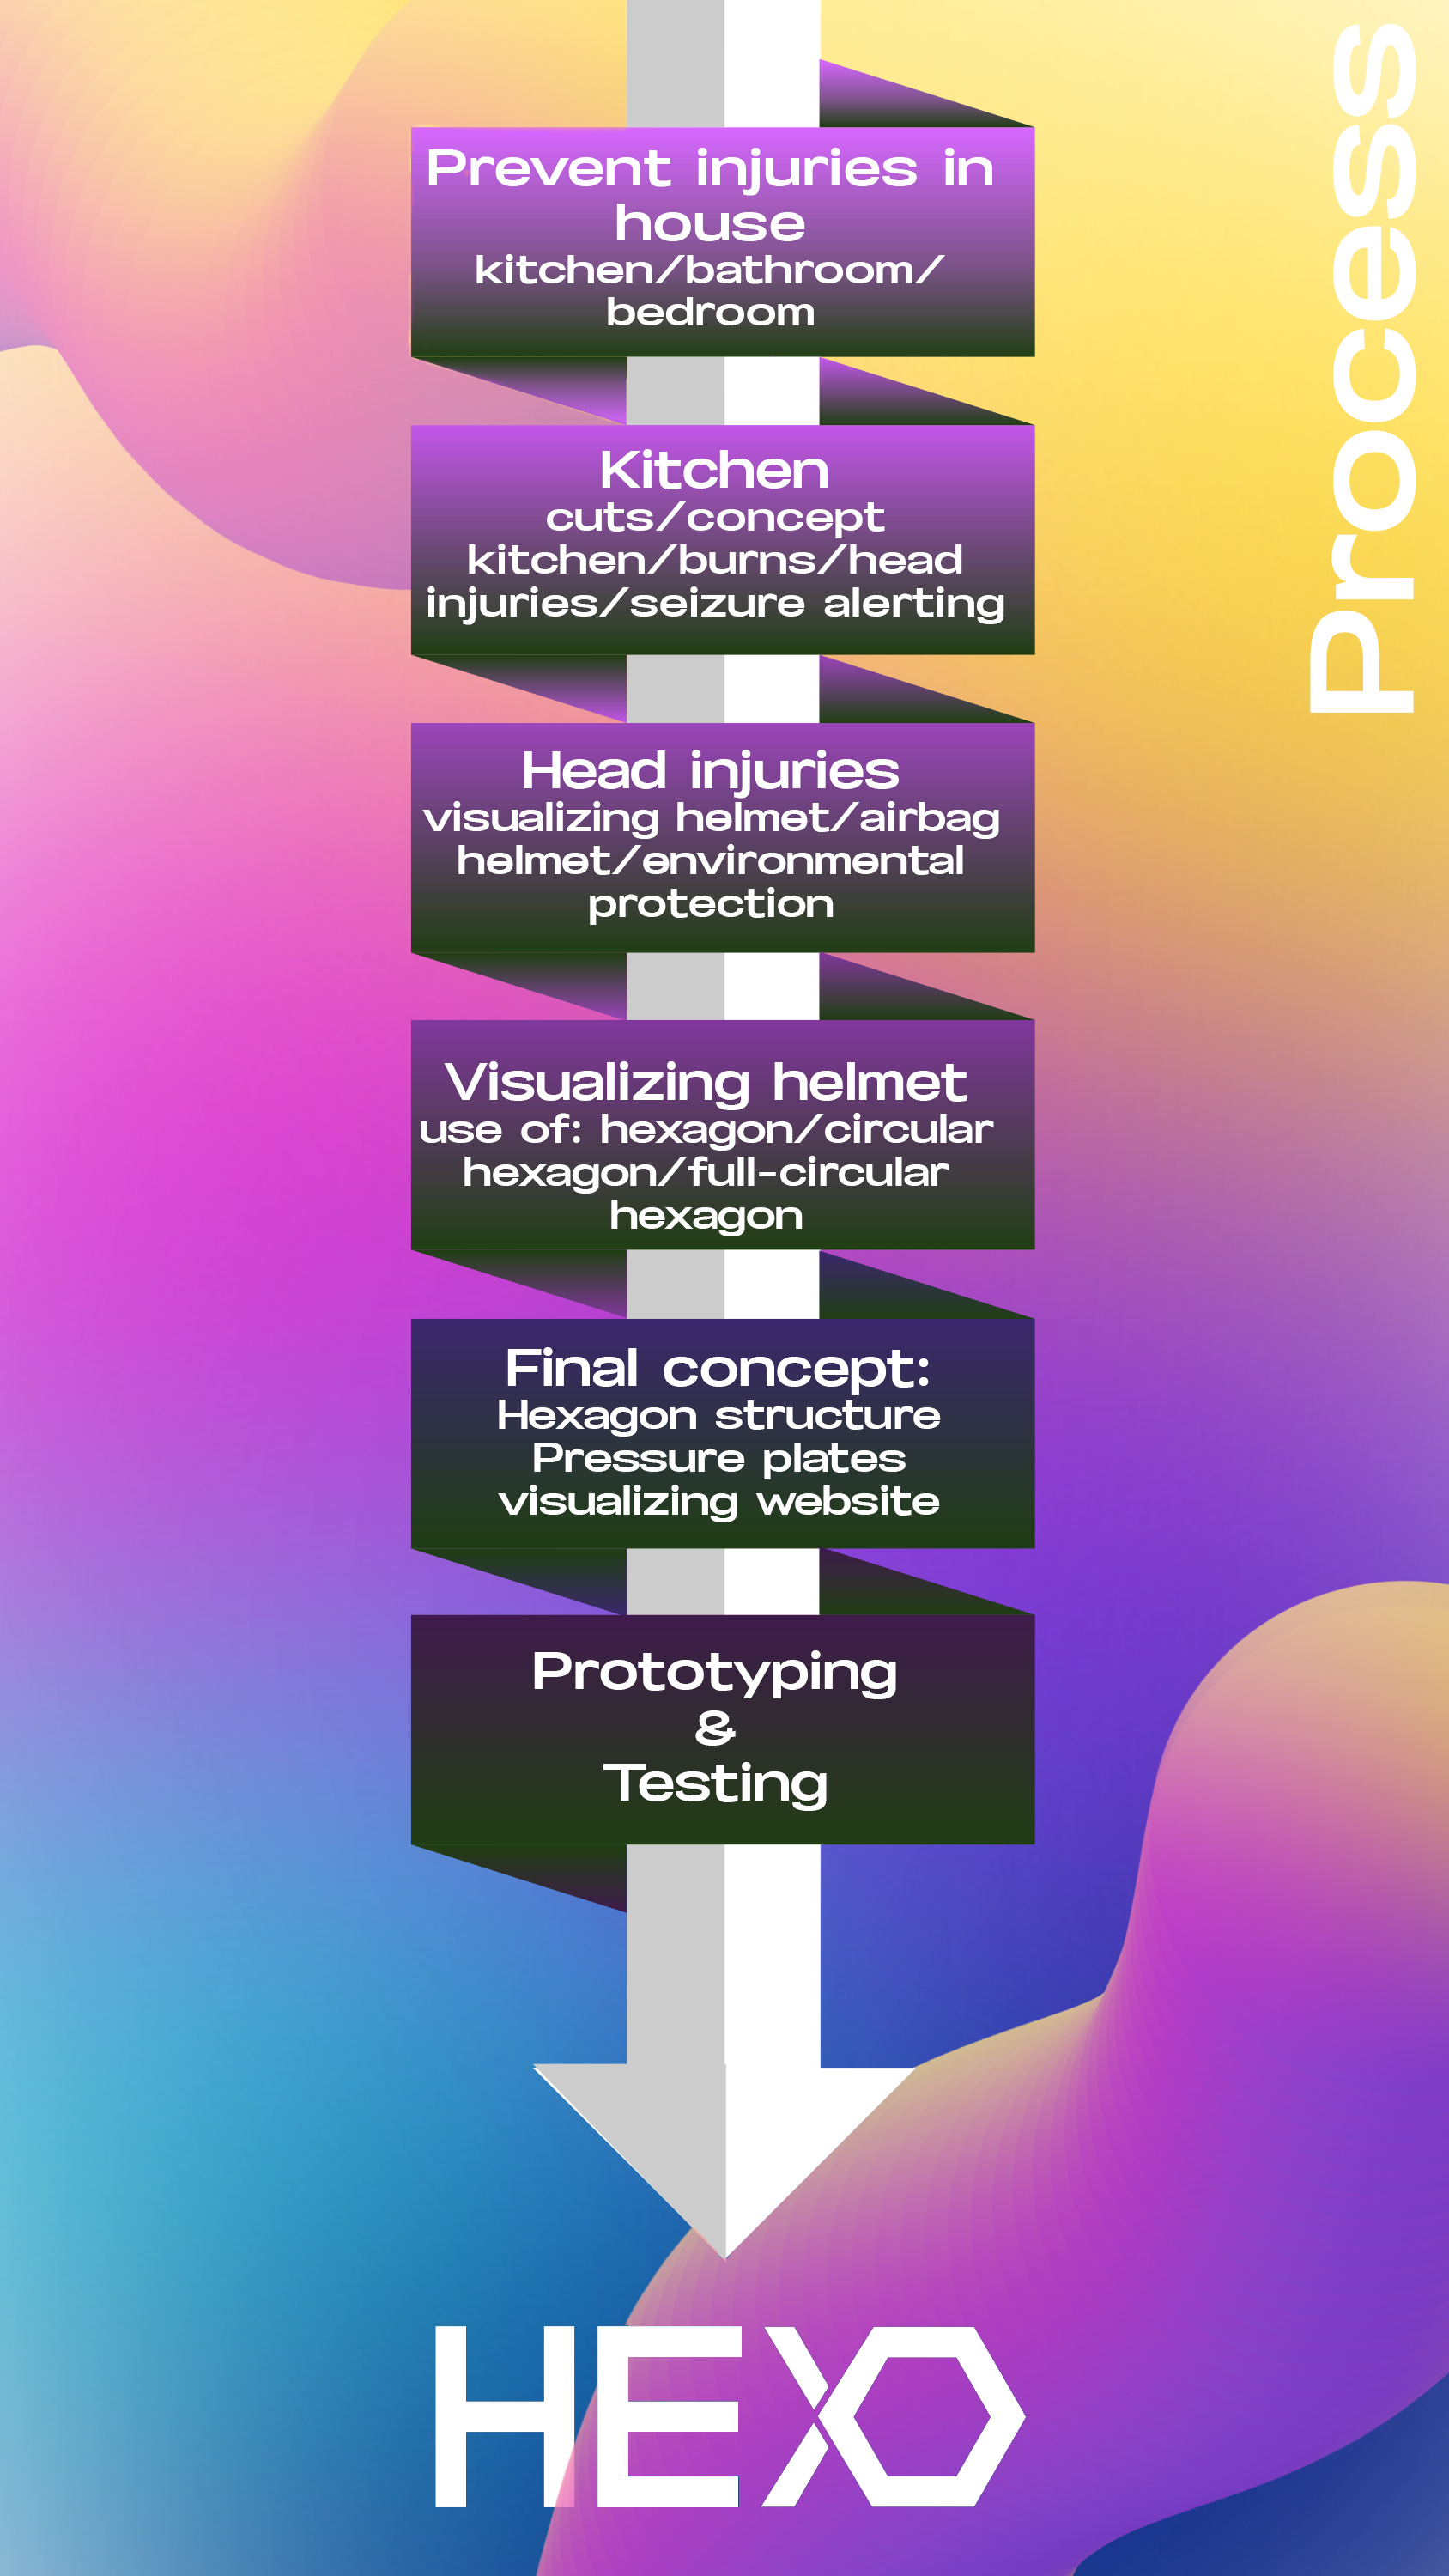 Process
Prevent injuries in
house
kitchen/bathroom/
bedroom
Kitchen
cuts/concept
kitchen/burns/head
injuries/seizure alerting
Head injuries
visualizing helmet/airbag
helmet/environmental
protection
Visualizing helmet
use of: hexagon/circular
hexagon/full-circular
hexagon
Final concept:
Hexagon structure
Pressure plates
visualizing website
Prototyping
&
Testing
HEXO